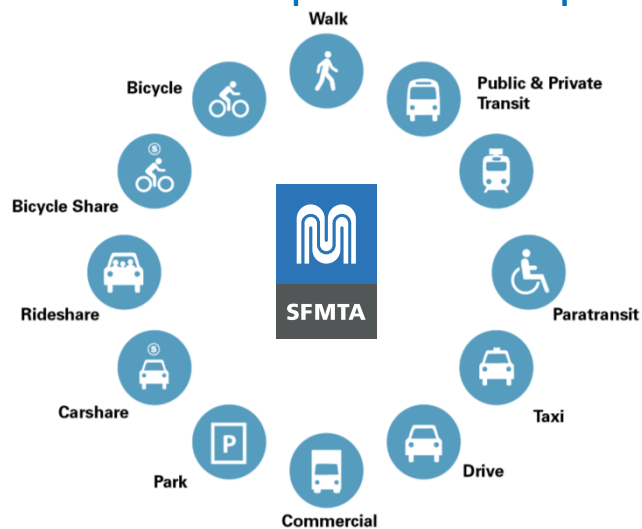 Walk
Public & Private
Transit
Bicycle
S
Bicycle Share
SFMTA
Rideshare
Paratransit
S
Carshare
Taxi
P
Park
Drive
Commercial